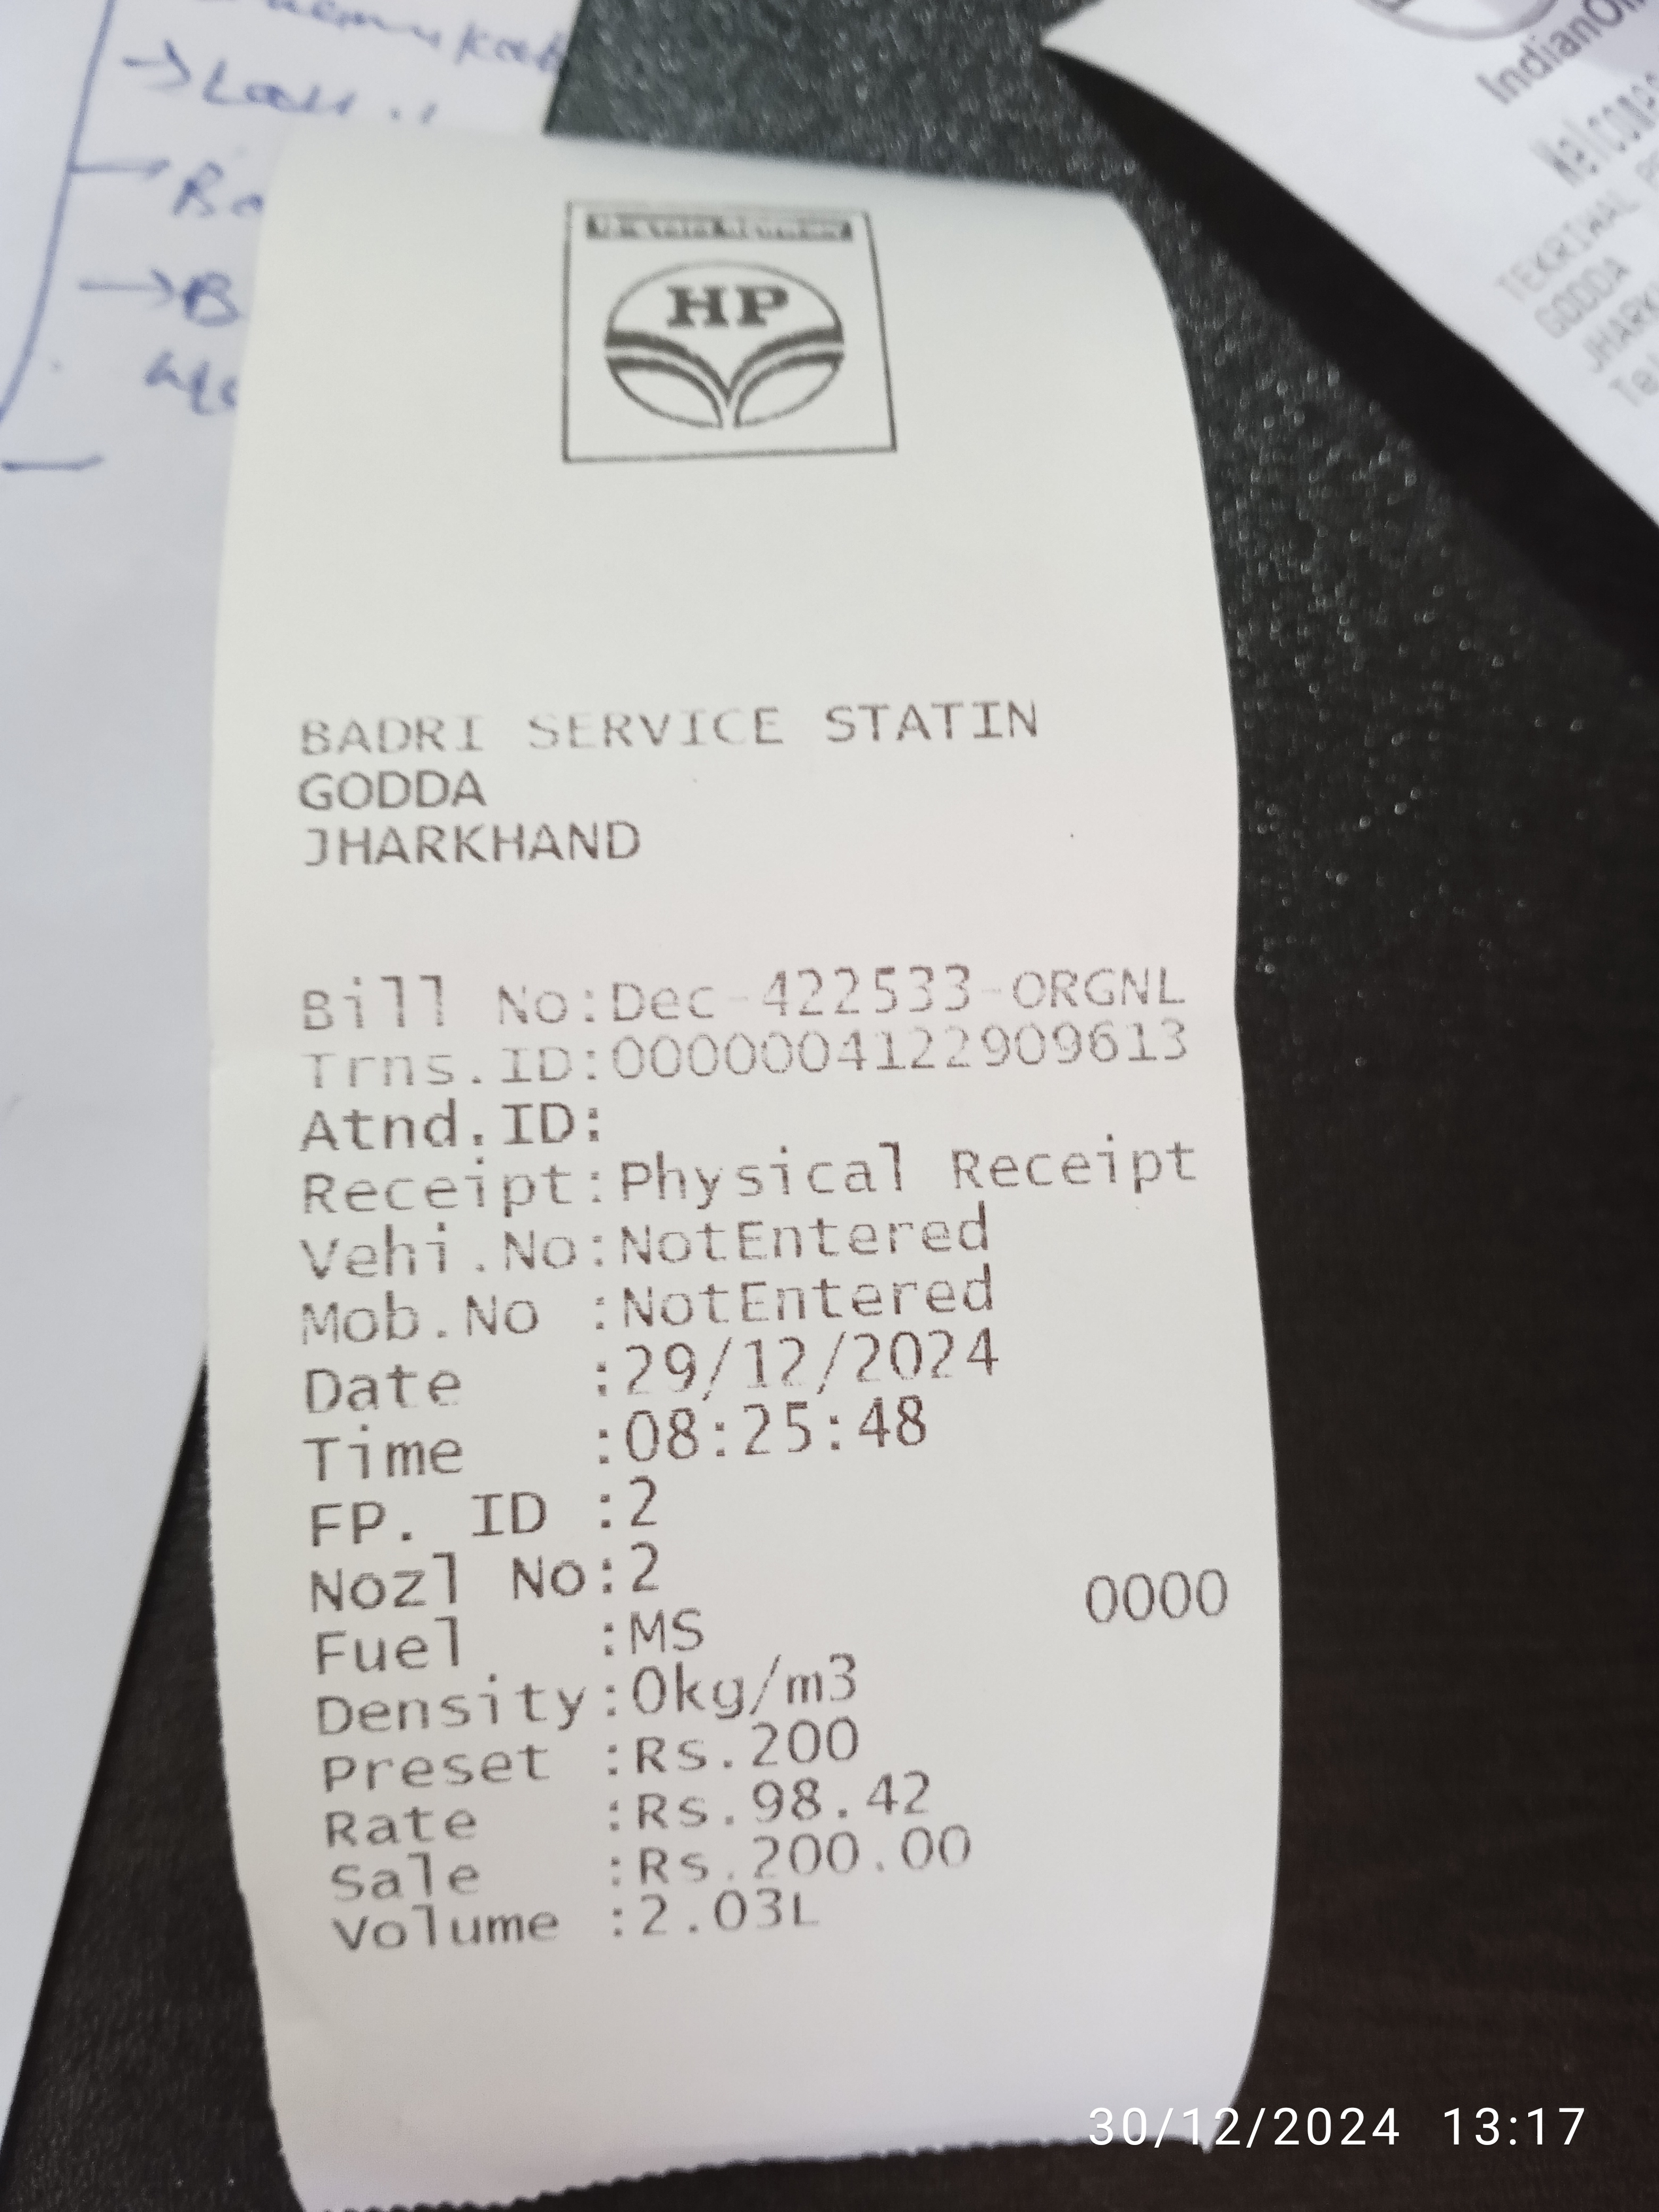 HP
BADRI SERVICE STATIN
GODDA
JHARKHAND
Bill No:Dec-422533-ORGNL
Trns.ID:0000004122909613
Atnd.ID:
Receipt:Physical Receipt
Vehi.No:NotEntered
Mob.No :NotEntered
Date :29/12/2024
Time :08:25:48
FP. ID :2
Nozl No:2
Fuel :MS 0000
Density:0kg/m3
Preset :Rs.200
Rate :Rs.98.42
Sale :Rs.200.00
Volume :2.03L
IndianOil
Welcomes
TEKRIWAL
GODDA
30/12/2024 13:17